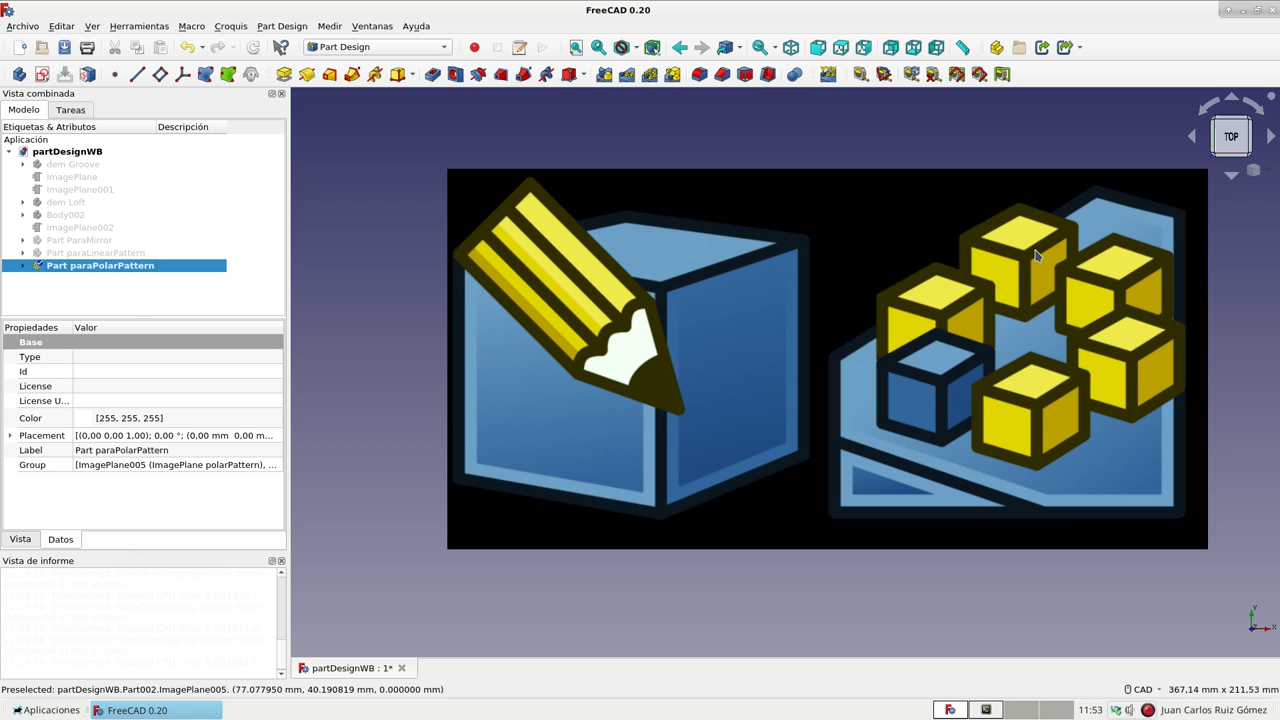 FreeCAD 0.20
Archivo Editar Ver Herramientas Macro Croquis Part Design Medir Ventanas Ayuda
Part Design
Vista combinada
Modelo Tareas
Etiquetas & Atributos Descripción
Aplicación
partDesignWB
dem Groove
ImagePlane
ImagePlane001
dem Loft
Body002
ImagePlane002
Part ParaMirror
Part paraLinearPattern
Part paraPolarPattern
Propiedades Valor
Base
Type
Id
License
License U...
Color [255, 255, 255]
Placement [(0,00 0,00 1,00); 0,00 °; (0,00 mm 0,00 m...
Label Part paraPolarPattern
Group [ImagePlane005 (ImagePlane polarPattern), ...
Vista Datos
Vista de informe
TOP
Y
X
partDesignWB : 1*
Preselected: partDesignWB.Part002.ImagePlane005. (77.077950 mm, 40.190819 mm, 0.000000 mm)
CAD 367,14 mm x 211,53 mm
Aplicaciones FreeCAD 0.20 11:53 Juan Carlos Ruiz Gómez